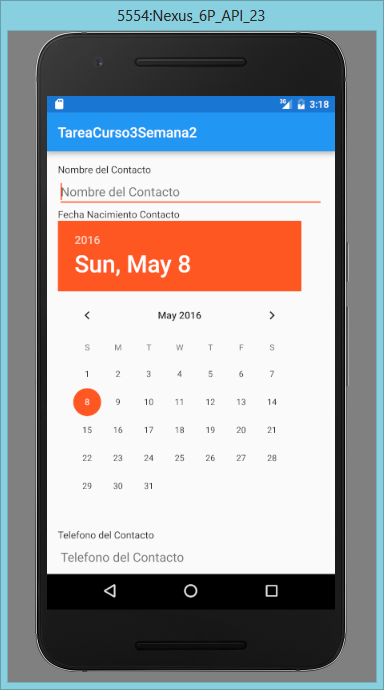 5554:Nexus_6P_API_23
3G 3:18
TareaCurso3Semana2
Nombre del Contacto
Nombre del Contacto
Fecha Nacimiento Contacto
2016
Sun, May 8
May 2016
S M T W T F S
1 2 3 4 5 6 7
8 9 10 11 12 13 14
15 16 17 18 19 20 21
22 23 24 25 26 27 28
29 30 31
Telefono del Contacto
Telefono del Contacto